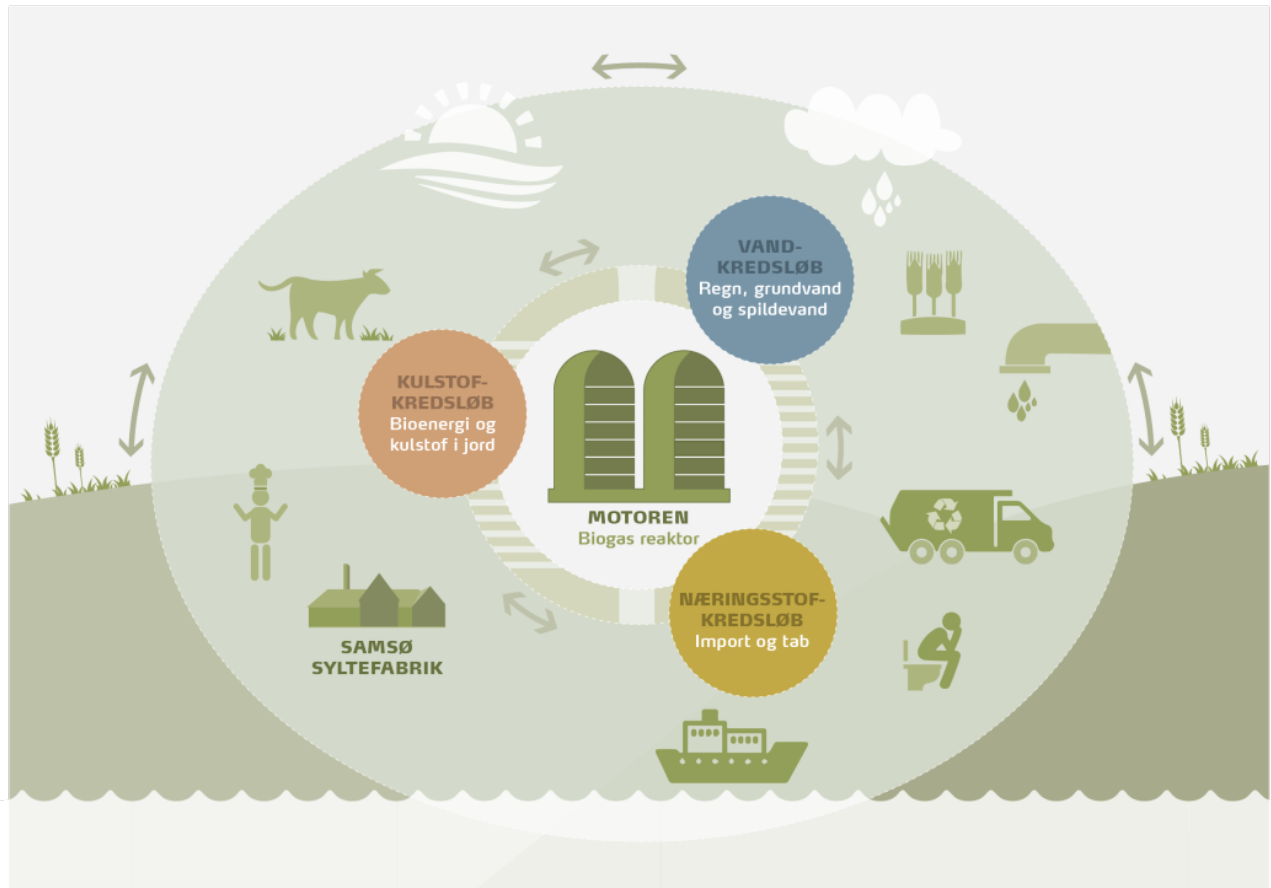 VAND-
KREDSLØB
Regn, grundvand
og spildevand
KULSTOF-
KREDSLØB
Bioenergi og
kulstof i jord
MOTOREN
Biogas reaktor
NÆRINGSSTOF-
KREDSLØB
Import og tab
SAMSØ
SYLTEFABRIK